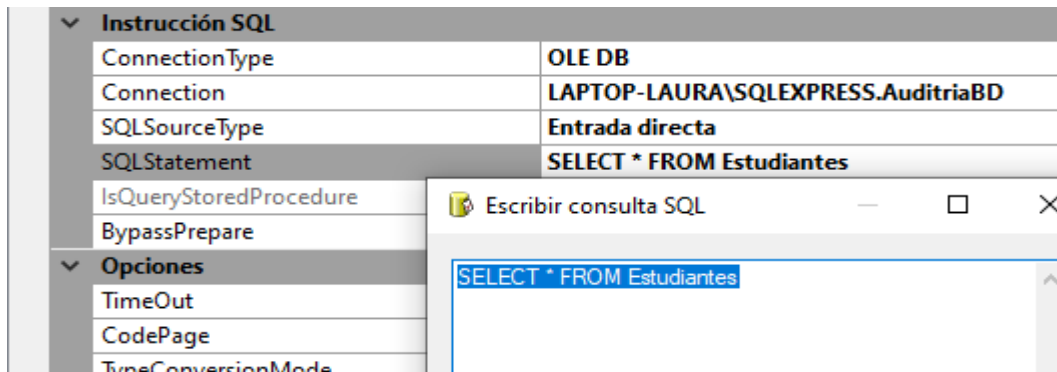 Instrucción SQL
ConnectionType OLE DB
Connection LAPTOP-LAURA\SQLEXPRESS.AuditriaBD
SQLSourceType Entrada directa
SQLStatement SELECT * FROM Estudiantes
IsQueryStoredProcedure
BypassPrepare
Opciones
TimeOut
CodePage
TypeConversionMode
Escribir consulta SQL
SELECT * FROM Estudiantes